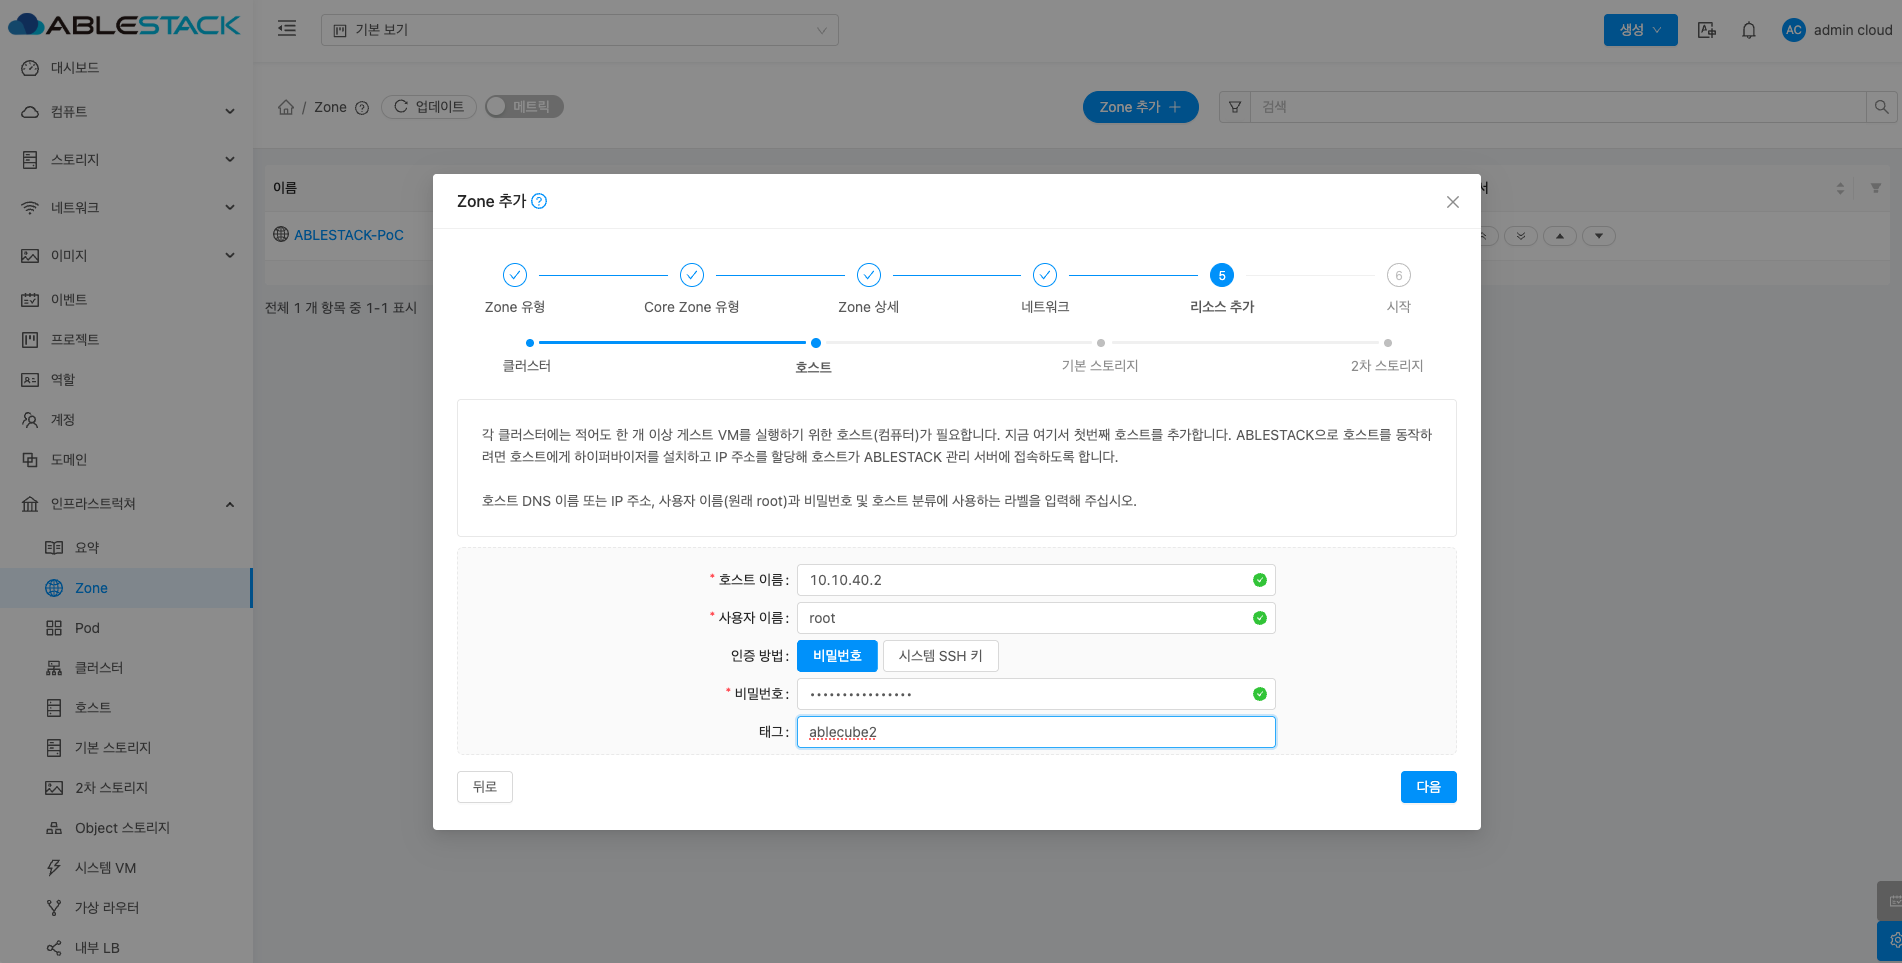 ABLESTACK
기본 보기
생성
AC
admin cloud
대시보드
컴퓨트
스토리지
네트워크
이미지
이벤트
프로젝트
역할
계정
도메인
인프라스트럭쳐
요약
Zone
Pod
클러스터
호스트
기본 스토리지
2차 스토리지
Object 스토리지
시스템 VM
가상 라우터
내부 LB
/ Zone
업데이트
메트릭
Zone 추가
검색
이름
서
ABLESTACK-PoC
전체 1 개 항목 중 1-1 표시
Zone 추가
5
6
Zone 유형
Core Zone 유형
Zone 상세
네트워크
리소스 추가
시작
클러스터
호스트
기본 스토리지
2차 스토리지
각 클러스터에는 적어도 한 개 이상 게스트 VM를 실행하기 위한 호스트(컴퓨터)가 필요합니다. 지금 여기서 첫번째 호스트를 추가합니다. ABLESTACK으로 호스트를 동작하
려면 호스트에게 하이퍼바이저를 설치하고 IP 주소를 할당해 호스트가 ABLESTACK 관리 서버에 접속하도록 합니다.
호스트 DNS 이름 또는 IP 주소, 사용자 이름(원래 root)과 비밀번호 및 호스트 분류에 사용하는 라벨을 입력해 주십시오.
* 호스트 이름 : 10.10.40.2
* 사용자 이름 : root
인증 방법 : 비밀번호 시스템 SSH 키
* 비밀번호 : ••••••••••••••••
태그 : ablecube2
뒤로
다음